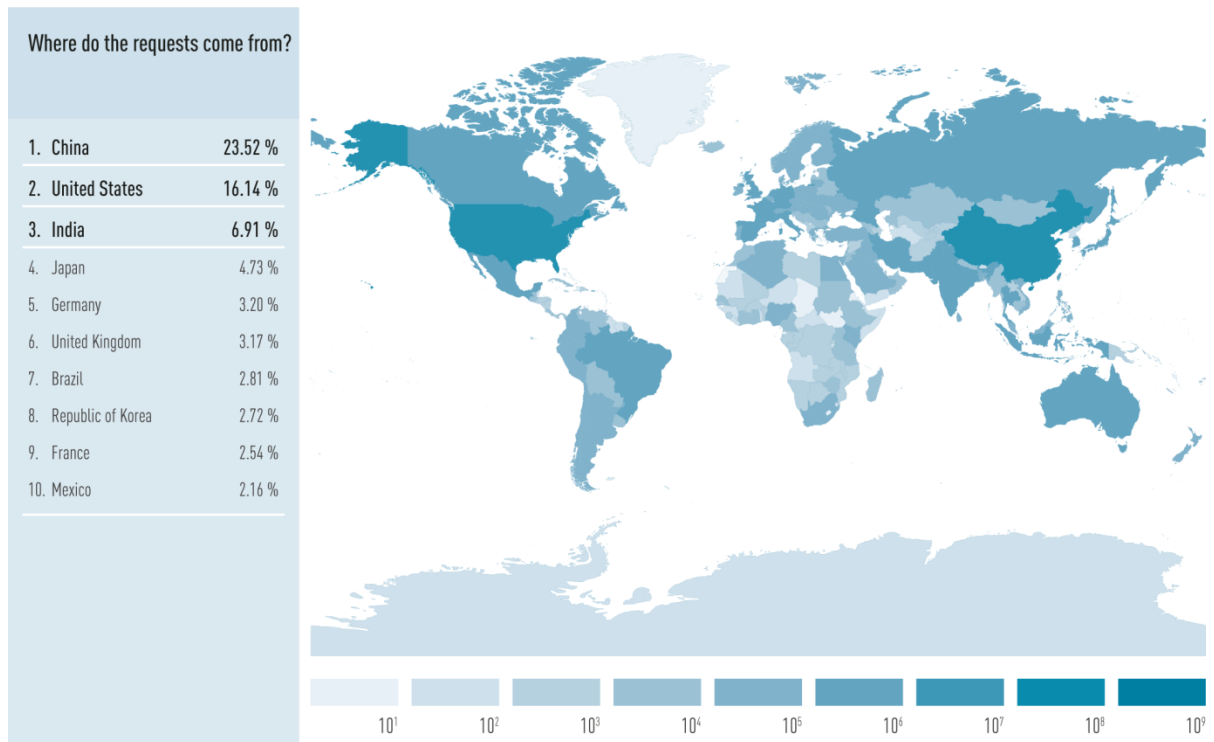 Where do the requests come from?
1. China 23.52 %
2. United States 16.14 %
3. India 6.91 %
4. Japan 4.73 %
5. Germany 3.20 %
6. United Kingdom 3.17 %
7. Brazil 2.81 %
8. Republic of Korea 2.72 %
9. France 2.54 %
10. Mexico 2.16 %
10¹ 10² 10³ 10⁴ 10⁵ 10⁶ 10⁷ 10⁸ 10⁹